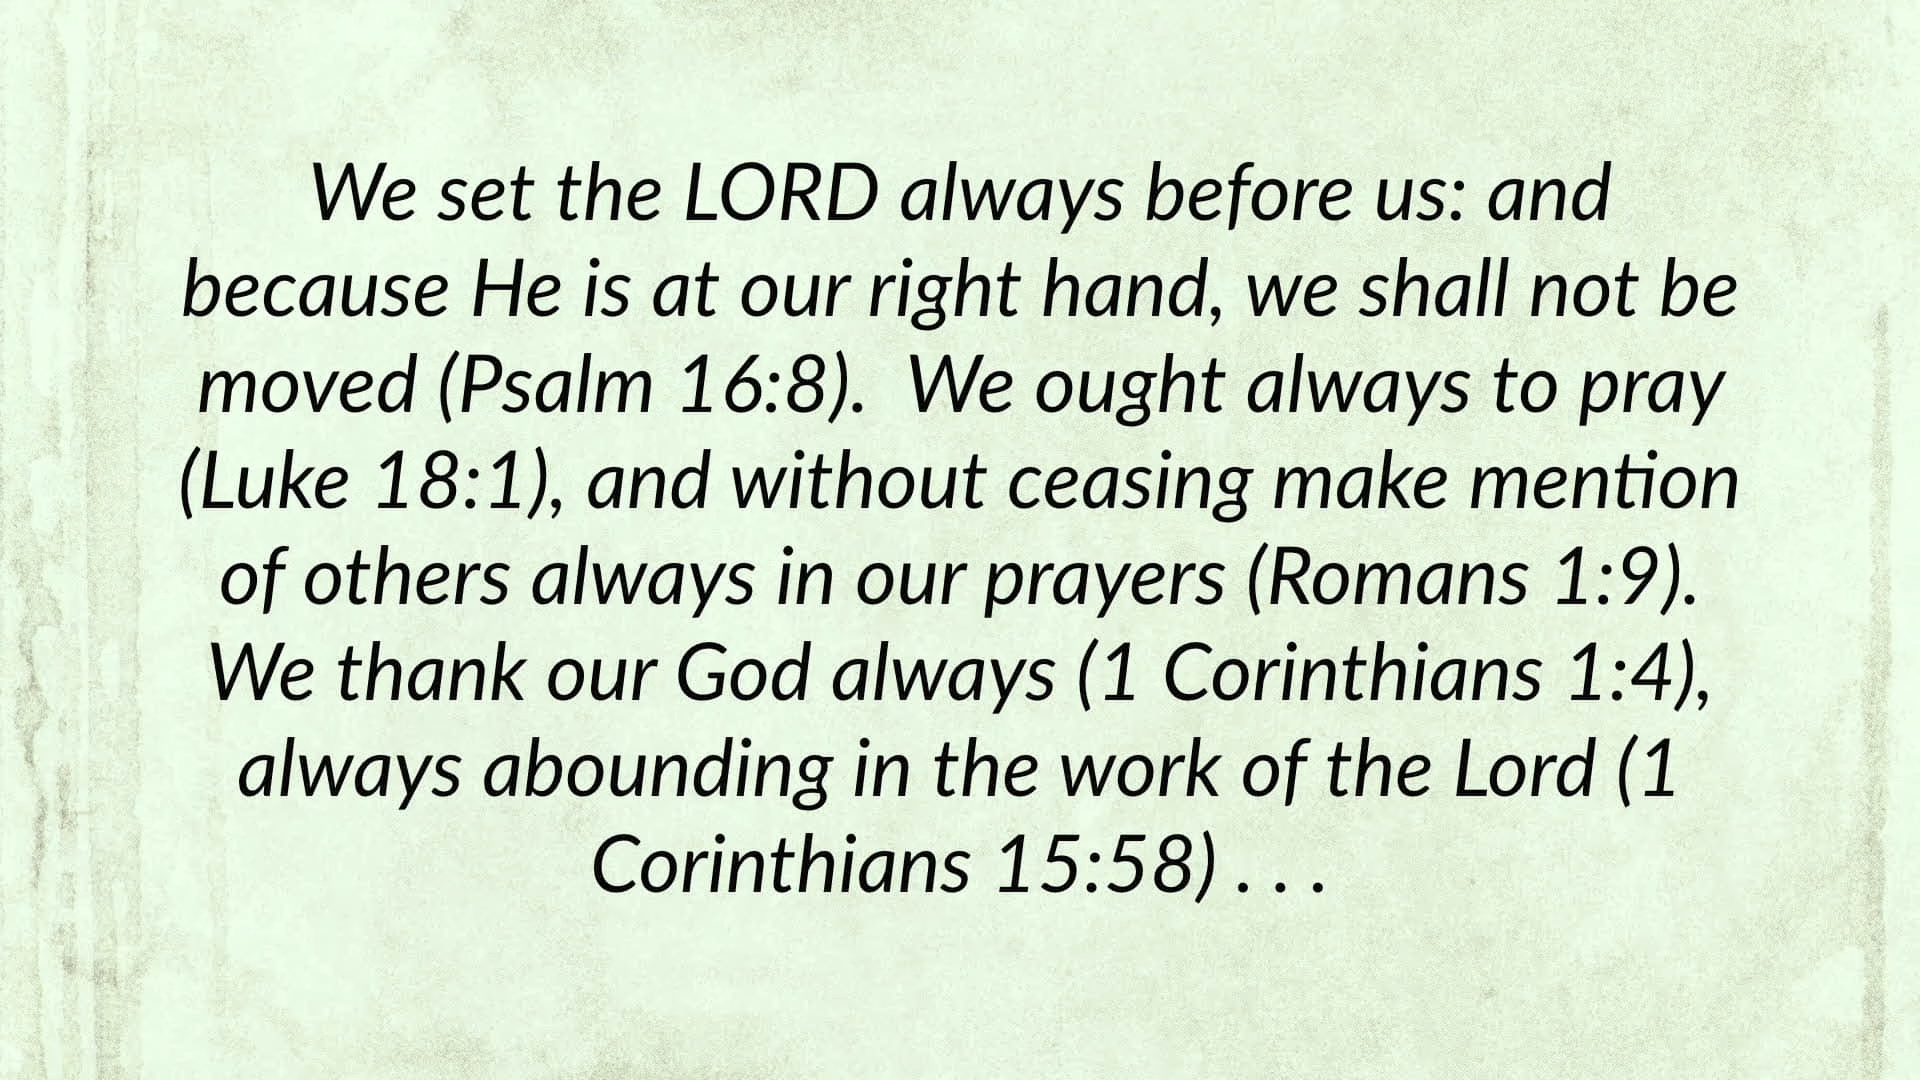 We set the LORD always before us: and
because He is at our right hand, we shall not be
moved (Psalm 16:8).  We ought always to pray
(Luke 18:1), and without ceasing make mention
of others always in our prayers (Romans 1:9).
We thank our God always (1 Corinthians 1:4),
always abounding in the work of the Lord (1
Corinthians 15:58) . . .